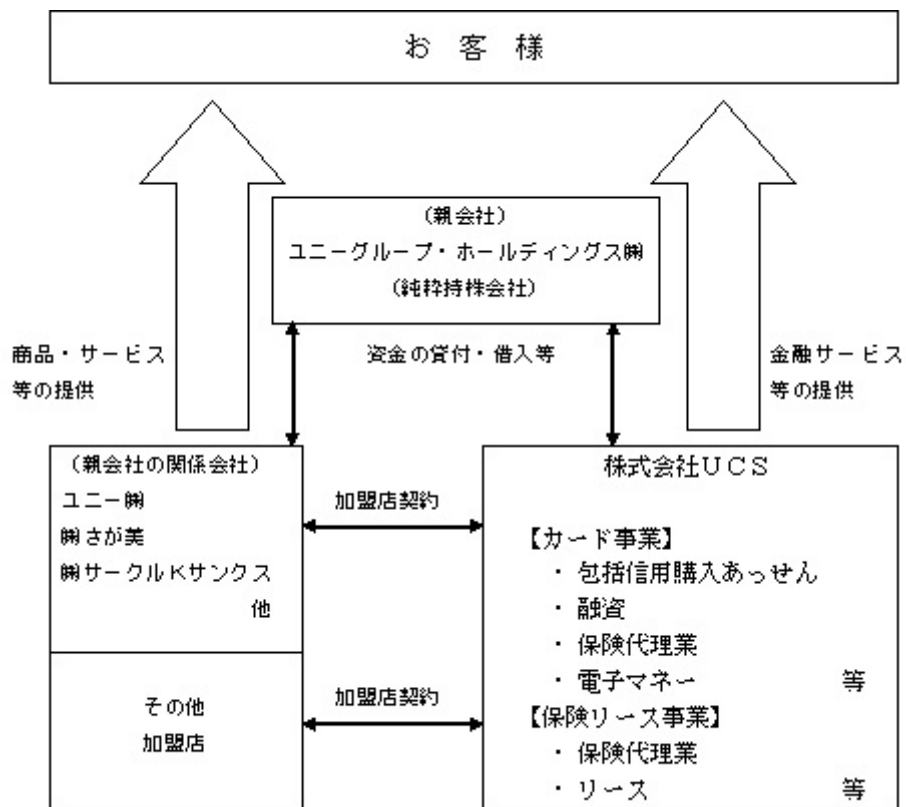 お客様
(親会社)
ユニーグループ・ホールディングス㈱
(純粋持株会社)
商品・サービス
等の提供
資金の貸付・借入等
金融サービス
等の提供
(親会社の関係会社)
ユニー㈱
㈱さが美
㈱サークルKサンクス
他
加盟店契約
その他
加盟店
加盟店契約
株式会社UCS
【カード事業】
・包括信用購入あっせん
・融資
・保険代理業
・電子マネー 等
【保険リース事業】
・保険代理業
・リース 等